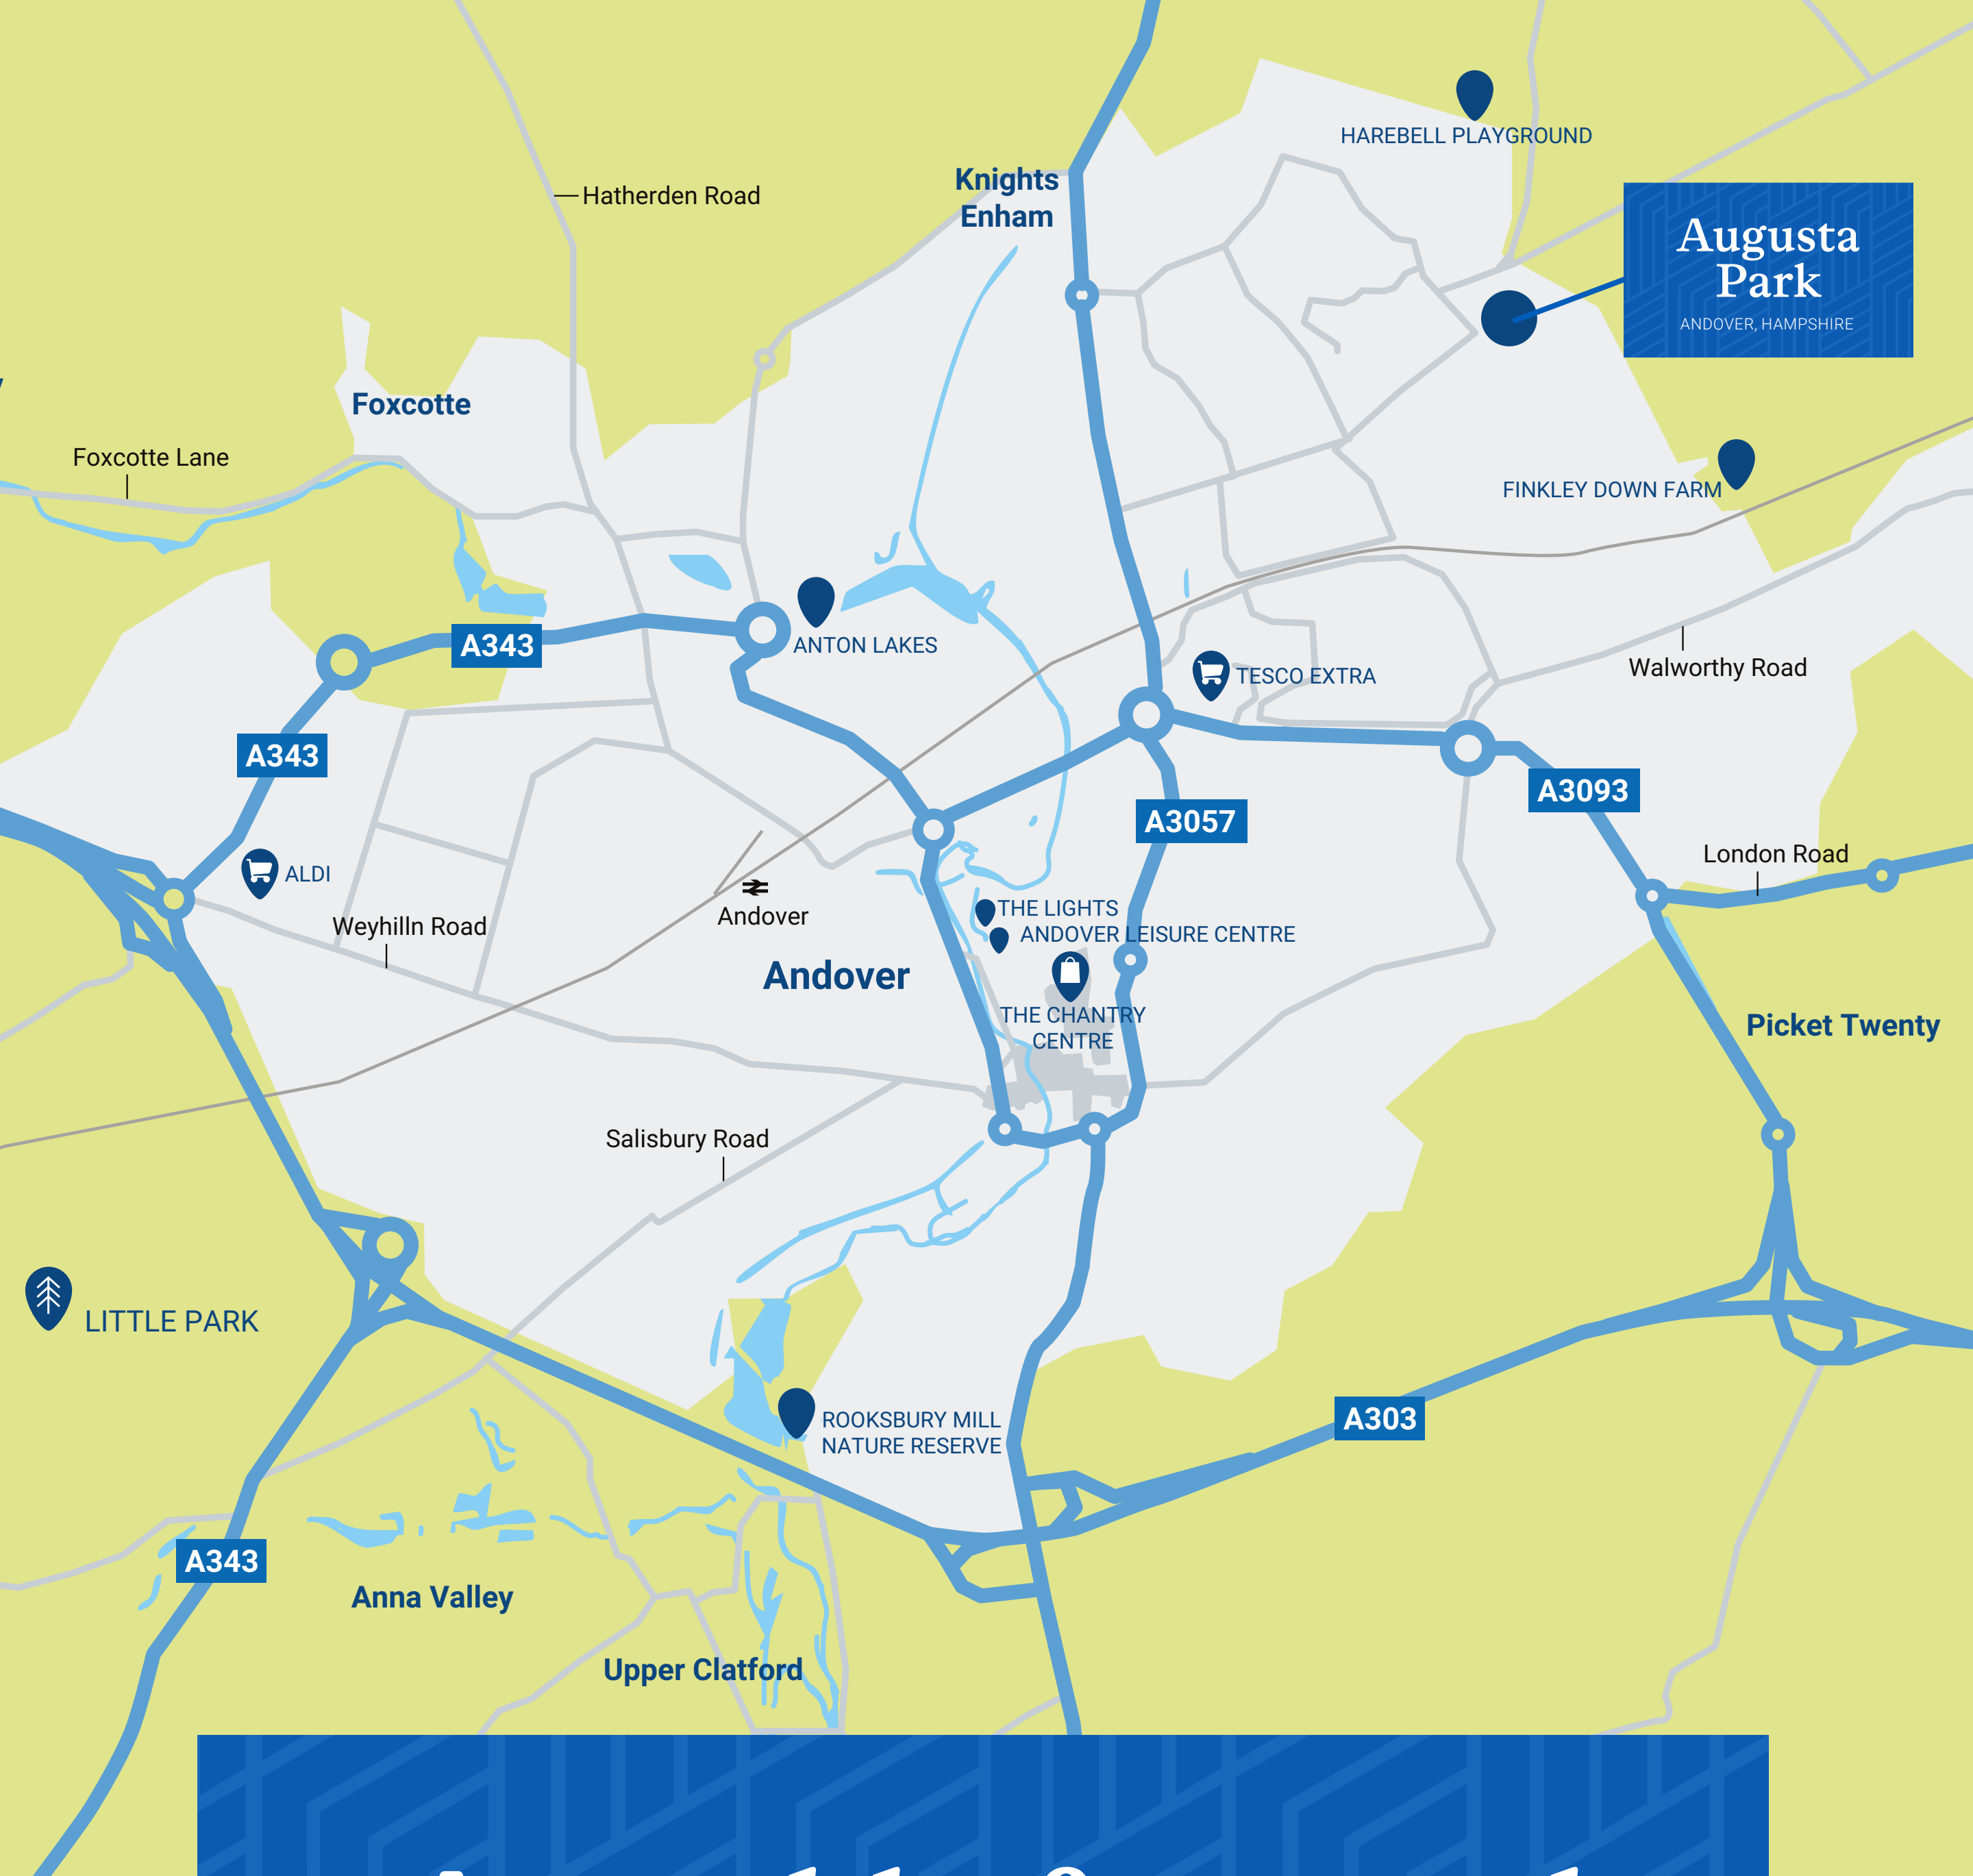 HAREBELL PLAYGROUND
Knights
Enham
Hatherden Road
Augusta
Park
ANDOVER, HAMPSHIRE
Foxcotte
Foxcotte Lane
FINKLEY DOWN FARM
A343
ANTON LAKES
TESCO EXTRA
Walworthy Road
A343
A3093
A3057
London Road
ALDI
Weyhilln Road
Andover
THE LIGHTS
ANDOVER LEISURE CENTRE
Andover
THE CHANTRY
CENTRE
Picket Twenty
Salisbury Road
LITTLE PARK
ROOKSBURY MILL
NATURE RESERVE
A303
A343
Anna Valley
Upper Clatford